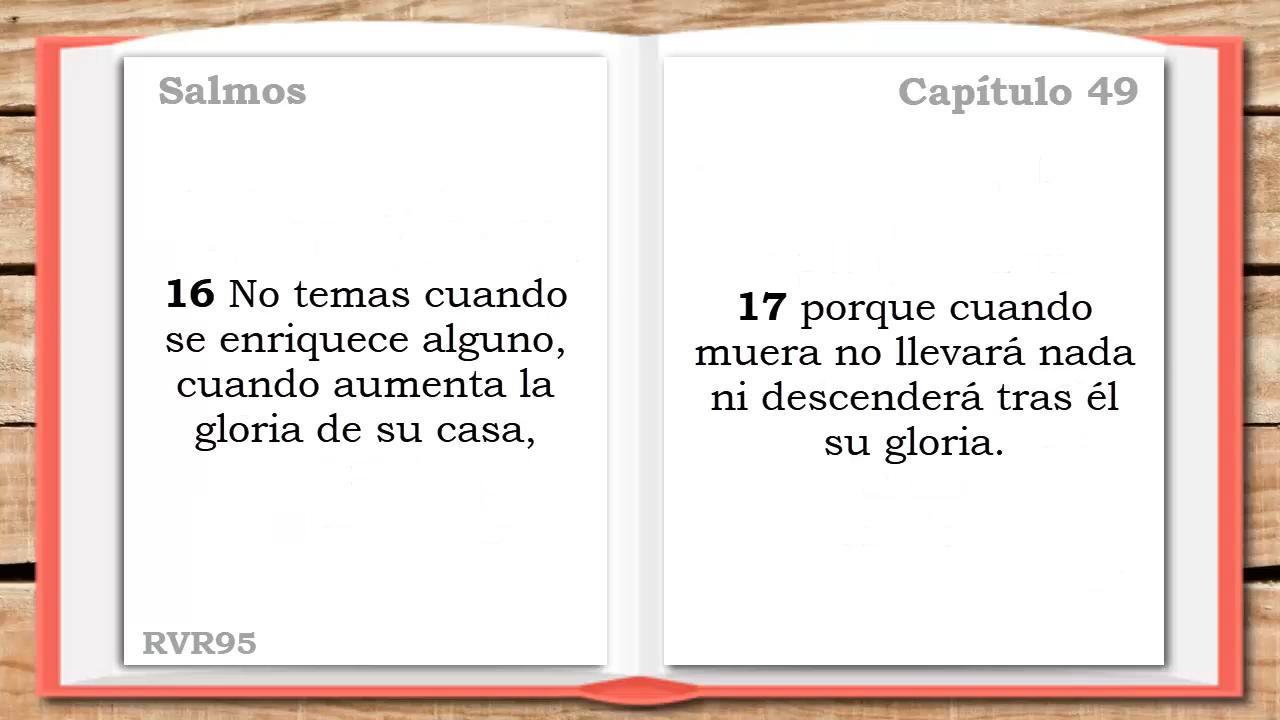 Salmos
16 No temas cuando
se enriquece alguno,
cuando aumenta la
gloria de su casa,
RVR95
Capítulo 49
17 porque cuando
muera no llevará nada
ni descenderá tras él
su gloria.